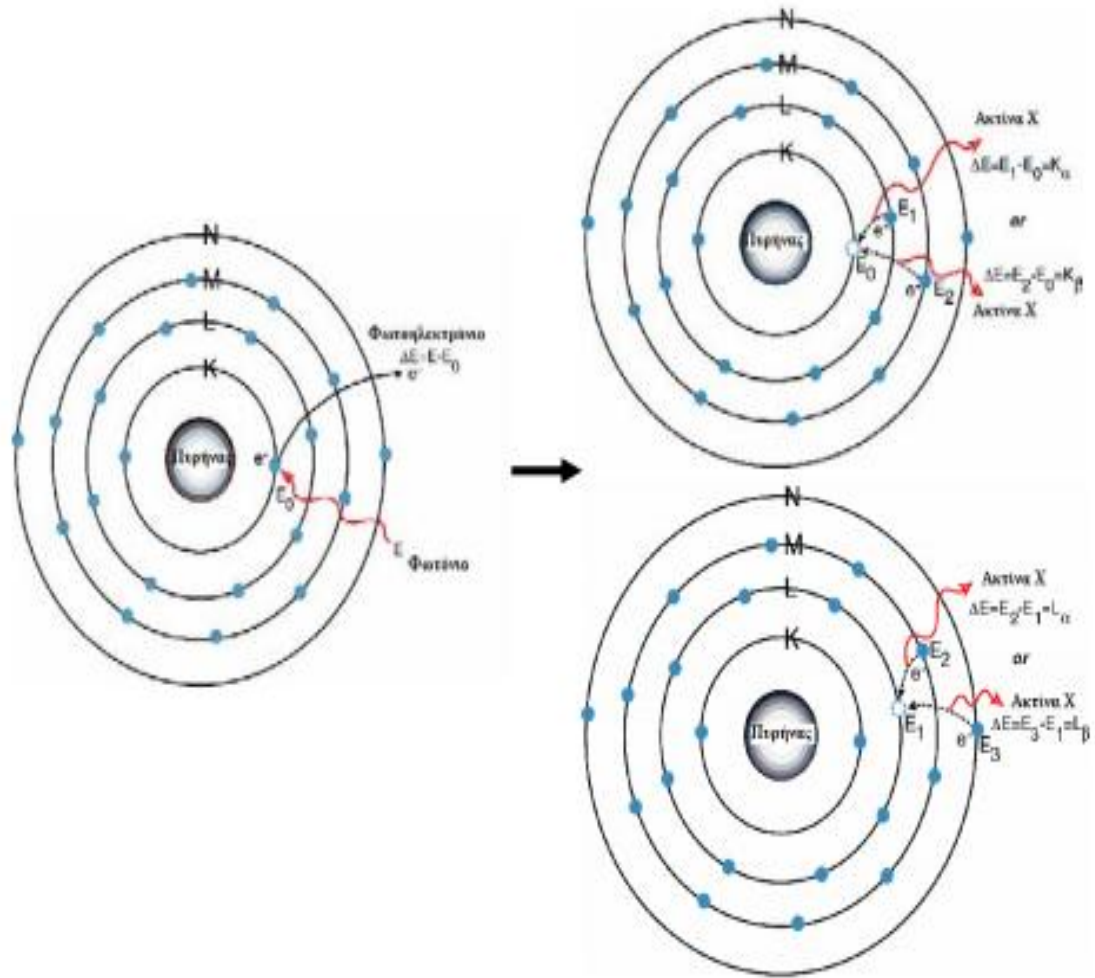 N
M
L
K
Πυρήνας
e-
E0
Φωτοηλεκτρόνιο
ΔE=E-E0
e-
E
Φωτόνιο
N
M
L
K
Πυρήνας
Ακτίνα Χ
ΔE=E1-E0=Kα
or
E1
e-
E0
ΔE=E2-E0=Kβ
e-
E2
Ακτίνα Χ
N
M
L
K
Πυρήνας
Ακτίνα Χ
ΔE=E2-E1=Lα
or
E2
e-
Ακτίνα Χ
E1
ΔE=E3-E1=Lβ
e-
E3